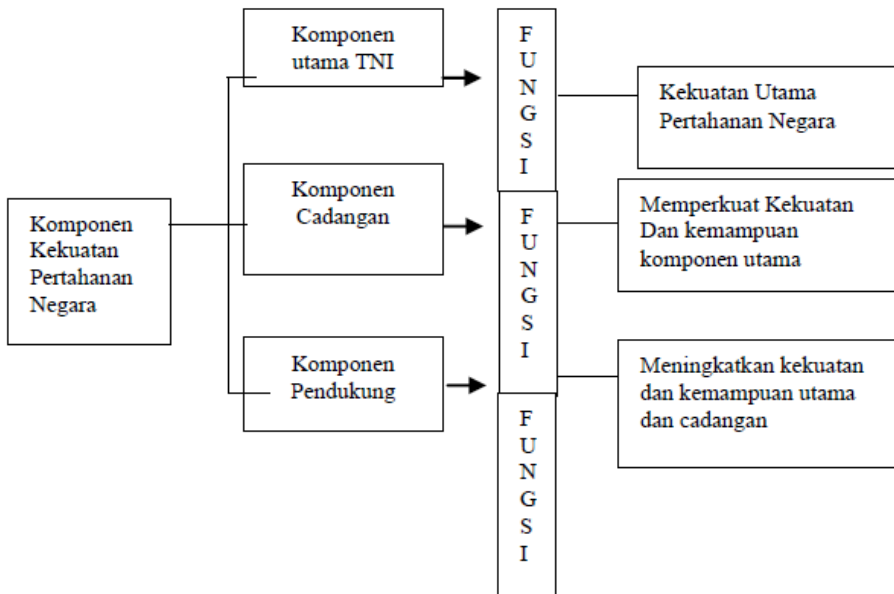 Komponen
Kekuatan
Pertahanan
Negara
Komponen
utama TNI
Komponen
Cadangan
Komponen
Pendukung
F
U
N
G
S
I
F
U
N
G
S
I
F
U
N
G
S
I
Kekuatan Utama
Pertahanan Negara
Memperkuat Kekuatan
Dan kemampuan
komponen utama
Meningkatkan kekuatan
dan kemampuan utama
dan cadangan